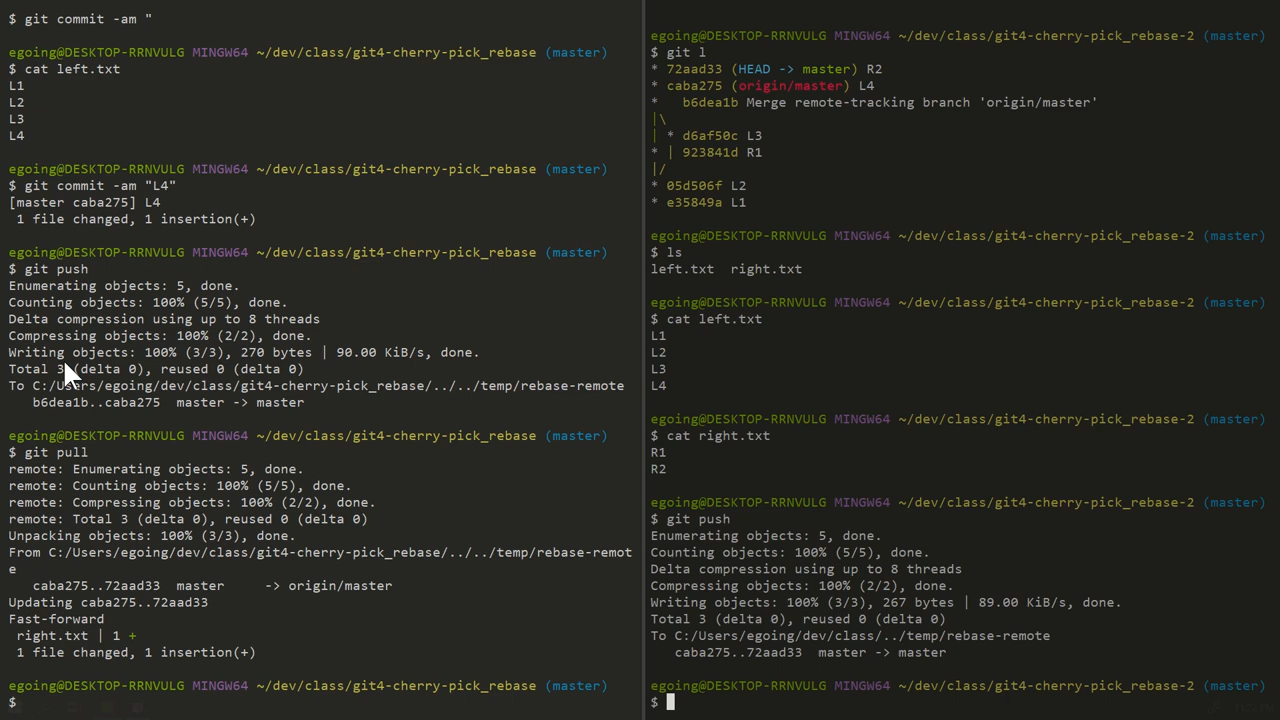 $ git commit -am "
egoing@DESKTOP-RRNVULG MINGW64 ~/dev/class/git4-cherry-pick_rebase (master)
$ cat left.txt
L1
L2
L3
L4
egoing@DESKTOP-RRNVULG MINGW64 ~/dev/class/git4-cherry-pick_rebase (master)
$ git commit -am "L4"
[master caba275] L4
 1 file changed, 1 insertion(+)
egoing@DESKTOP-RRNVULG MINGW64 ~/dev/class/git4-cherry-pick_rebase (master)
$ git push
Enumerating objects: 5, done.
Counting objects: 100% (5/5), done.
Delta compression using up to 8 threads
Compressing objects: 100% (2/2), done.
Writing objects: 100% (3/3), 270 bytes | 90.00 KiB/s, done.
Total 3 (delta 0), reused 0 (delta 0)
To C:/Users/egoing/dev/class/git4-cherry-pick_rebase/../../temp/rebase-remote
   b6dea1b..caba275  master -> master
egoing@DESKTOP-RRNVULG MINGW64 ~/dev/class/git4-cherry-pick_rebase (master)
$ git pull
remote: Enumerating objects: 5, done.
remote: Counting objects: 100% (5/5), done.
remote: Compressing objects: 100% (2/2), done.
remote: Total 3 (delta 0), reused 0 (delta 0)
Unpacking objects: 100% (3/3), done.
From C:/Users/egoing/dev/class/git4-cherry-pick_rebase/../../temp/rebase-remot
e
   caba275..72aad33  master     -> origin/master
Updating caba275..72aad33
Fast-forward
 right.txt | 1 +
 1 file changed, 1 insertion(+)
egoing@DESKTOP-RRNVULG MINGW64 ~/dev/class/git4-cherry-pick_rebase (master)
$
egoing@DESKTOP-RRNVULG MINGW64 ~/dev/class/git4-cherry-pick_rebase-2 (master)
$ git l
* 72aad33 (HEAD -> master) R2
* caba275 (origin/master) L4
*   b6dea1b Merge remote-tracking branch 'origin/master'
|\
| * d6af50c L3
* | 923841d R1
|/
* 05d506f L2
* e35849a L1
egoing@DESKTOP-RRNVULG MINGW64 ~/dev/class/git4-cherry-pick_rebase-2 (master)
$ ls
left.txt  right.txt
egoing@DESKTOP-RRNVULG MINGW64 ~/dev/class/git4-cherry-pick_rebase-2 (master)
$ cat left.txt
L1
L2
L3
L4
egoing@DESKTOP-RRNVULG MINGW64 ~/dev/class/git4-cherry-pick_rebase-2 (master)
$ cat right.txt
R1
R2
egoing@DESKTOP-RRNVULG MINGW64 ~/dev/class/git4-cherry-pick_rebase-2 (master)
$ git push
Enumerating objects: 5, done.
Counting objects: 100% (5/5), done.
Delta compression using up to 8 threads
Compressing objects: 100% (2/2), done.
Writing objects: 100% (3/3), 267 bytes | 89.00 KiB/s, done.
Total 3 (delta 0), reused 0 (delta 0)
To C:/Users/egoing/dev/class/../temp/rebase-remote
   caba275..72aad33  master -> master
egoing@DESKTOP-RRNVULG MINGW64 ~/dev/class/git4-cherry-pick_rebase-2 (master)
$